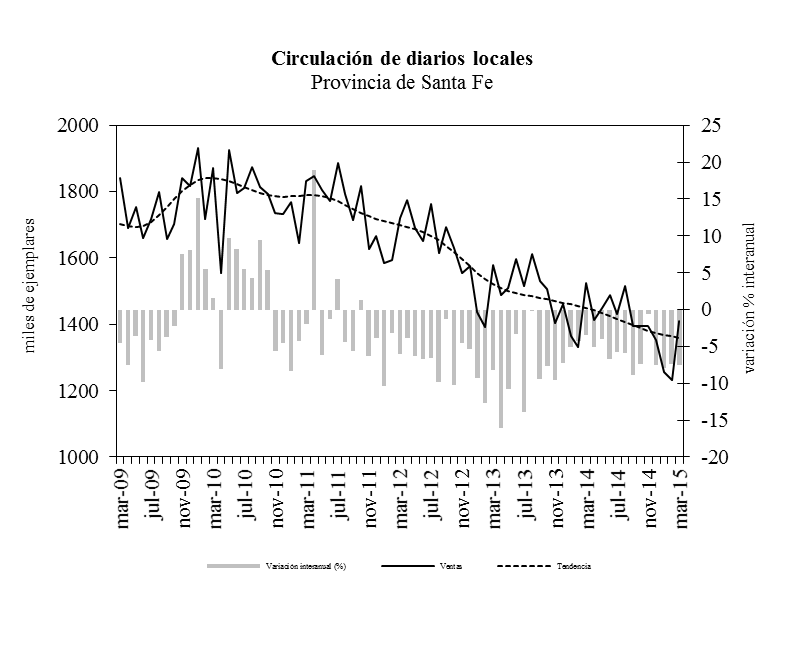 Circulación de diarios locales
Provincia de Santa Fe
miles de ejemplares
2000
1800
1600
1400
1200
1000
25
20
15
10
5
0
-5
-10
-15
-20
variación % interanual
mar-09
jul-09
nov-09
mar-10
jul-10
nov-10
mar-11
jul-11
nov-11
mar-12
jul-12
nov-12
mar-13
jul-13
nov-13
mar-14
jul-14
nov-14
mar-15
Variación interanual (%)
Ventas
Tendencia